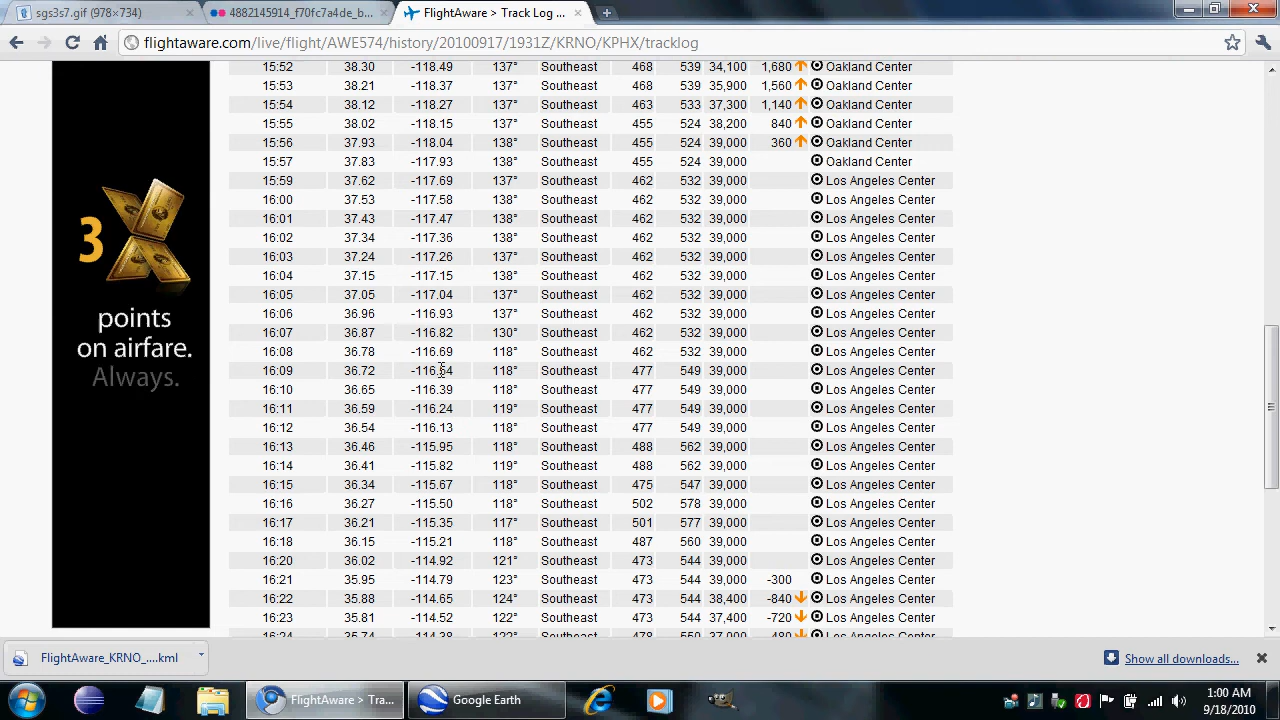 sgs3s7.gif (978×734)
4882145914_f70fc7a4de_b...
FlightAware > Track Log ...
flightaware.com/live/flight/AWE574/history/20100917/1931Z/KRNO/KPHX/tracklog
15:52 38.30 -118.49 137° Southeast 468 539 34,100 1,680 Oakland Center
15:53 38.21 -118.37 137° Southeast 468 539 35,900 1,560 Oakland Center
15:54 38.12 -118.27 137° Southeast 463 533 37,300 1,140 Oakland Center
15:55 38.02 -118.15 137° Southeast 455 524 38,200 840 Oakland Center
15:56 37.93 -118.04 138° Southeast 455 524 39,000 360 Oakland Center
15:57 37.83 -117.93 138° Southeast 455 524 39,000 Oakland Center
15:59 37.62 -117.69 137° Southeast 462 532 39,000 Los Angeles Center
16:00 37.53 -117.58 138° Southeast 462 532 39,000 Los Angeles Center
16:01 37.43 -117.47 138° Southeast 462 532 39,000 Los Angeles Center
16:02 37.34 -117.36 138° Southeast 462 532 39,000 Los Angeles Center
16:03 37.24 -117.26 137° Southeast 462 532 39,000 Los Angeles Center
16:04 37.15 -117.15 138° Southeast 462 532 39,000 Los Angeles Center
16:05 37.05 -117.04 137° Southeast 462 532 39,000 Los Angeles Center
16:06 36.96 -116.93 137° Southeast 462 532 39,000 Los Angeles Center
16:07 36.87 -116.82 130° Southeast 462 532 39,000 Los Angeles Center
16:08 36.78 -116.69 118° Southeast 462 532 39,000 Los Angeles Center
16:09 36.72 118° Southeast 477 549 39,000 Los Angeles Center
16:10 36.65 -116.39 118° Southeast 477 549 39,000 Los Angeles Center
16:11 36.59 -116.24 119° Southeast 477 549 39,000 Los Angeles Center
16:12 36.54 -116.13 118° Southeast 477 549 39,000 Los Angeles Center
16:13 36.46 -115.95 118° Southeast 488 562 39,000 Los Angeles Center
16:14 36.41 -115.82 119° Southeast 488 562 39,000 Los Angeles Center
16:15 36.34 -115.67 118° Southeast 475 547 39,000 Los Angeles Center
16:16 36.27 -115.50 118° Southeast 502 578 39,000 Los Angeles Center
16:17 36.21 -115.35 117° Southeast 501 577 39,000 Los Angeles Center
16:18 36.15 -115.21 118° Southeast 487 560 39,000 Los Angeles Center
16:20 36.02 -114.92 121° Southeast 473 544 39,000 Los Angeles Center
16:21 35.95 -114.79 123° Southeast 473 544 39,000 -300 Los Angeles Center
16:22 35.88 -114.65 124° Southeast 473 544 38,400 -840 Los Angeles Center
16:23 35.81 -114.52 122° Southeast 473 544 37,400 -720 Los Angeles Center
16:24 35.74 -114.38 122° Southeast 478 550 37,000 -480 Los Angeles Center
3X
points
on airfare.
Always.
FlightAware_KRNO_....kml
Show all downloads...
FlightAware > Tra...
Google Earth
1:00 AM
9/18/2010